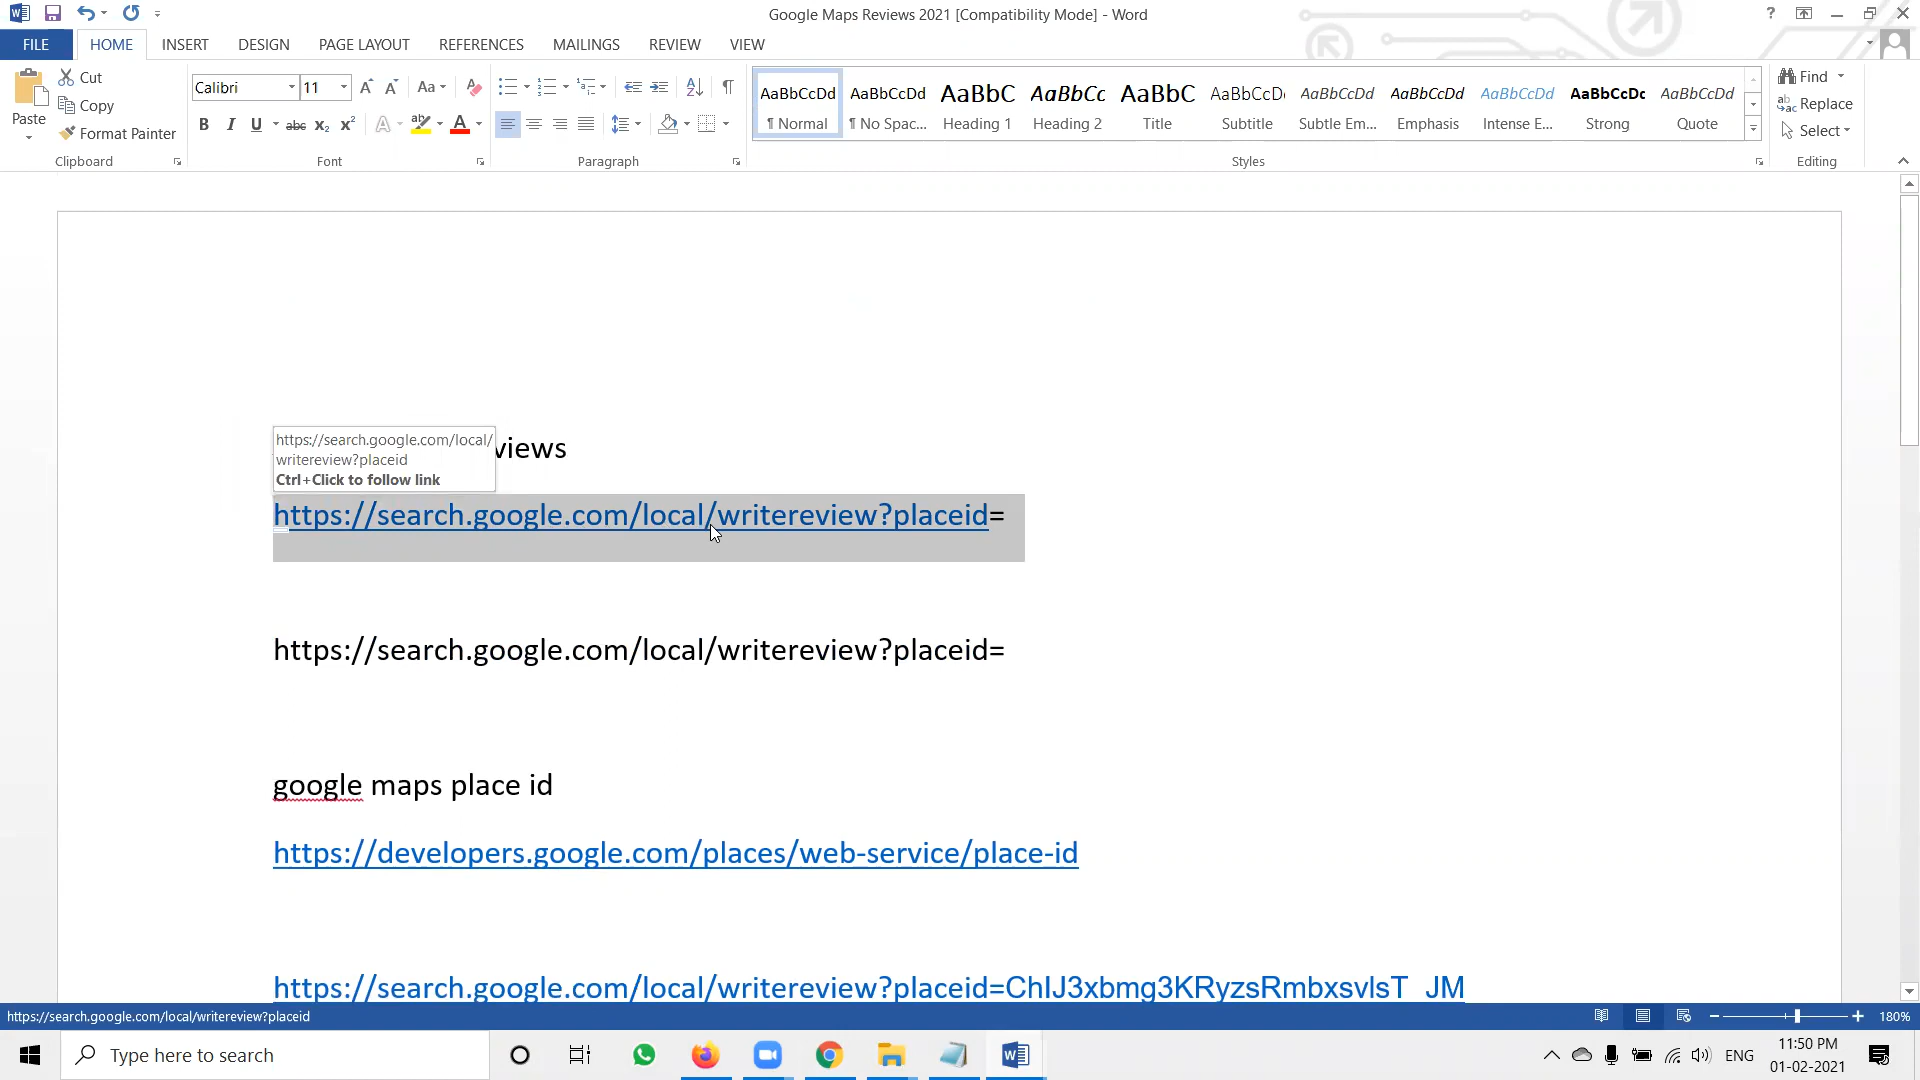 Google Maps Reviews 2021 [Compatibility Mode] - Word
?
FILE
HOME
INSERT
DESIGN
PAGE LAYOUT
REFERENCES
MAILINGS
REVIEW
VIEW
Paste
Cut
Copy
Format Painter
Clipboard
Calibri
11
Aa
B I U abc X₂ X² A ab A
Font
Paragraph
AaBbCcDd AaBbCcDd AaBbC AaBbCc AaBbC AaBbCcD AaBbCcDd AaBbCcDd AaBbCcDd AaBbCcDc AaBbCcDd
¶ Normal ¶ No Spac... Heading 1 Heading 2 Title Subtitle Subtle Em... Emphasis Intense E... Strong Quote
Styles
Find
Replace
Select
Editing
https://search.google.com/local/
writereview?placeid
Ctrl+Click to follow link
views
https://search.google.com/local/writereview?placeid=
https://search.google.com/local/writereview?placeid=
google maps place id
https://developers.google.com/places/web-service/place-id
https://search.google.com/local/writereview?placeid=ChIJ3xbmg3KRyzsRmbxsvlsT_JM
https://search.google.com/local/writereview?placeid
180%
Type here to search
ENG
11:50 PM
01-02-2021